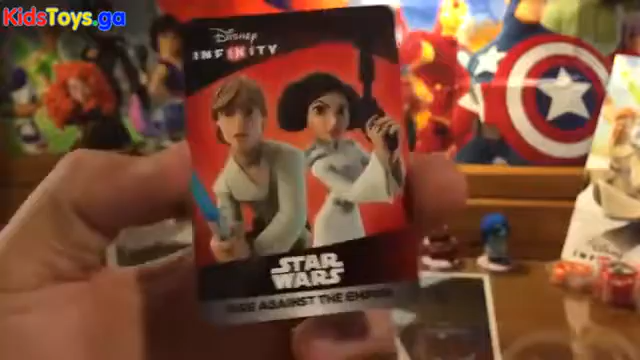 KidsToys.ga
Disney
INFINITY
STAR
WARS
RISE AGAINST THE EMPIRE